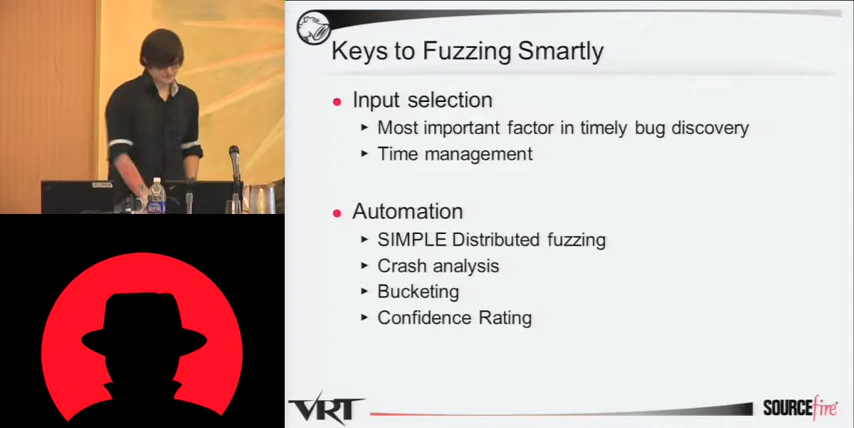 Keys to Fuzzing Smartly
Input selection
Most important factor in timely bug discovery
Time management
Automation
SIMPLE Distributed fuzzing
Crash analysis
Bucketing
Confidence Rating
VRT
SOURCEfire